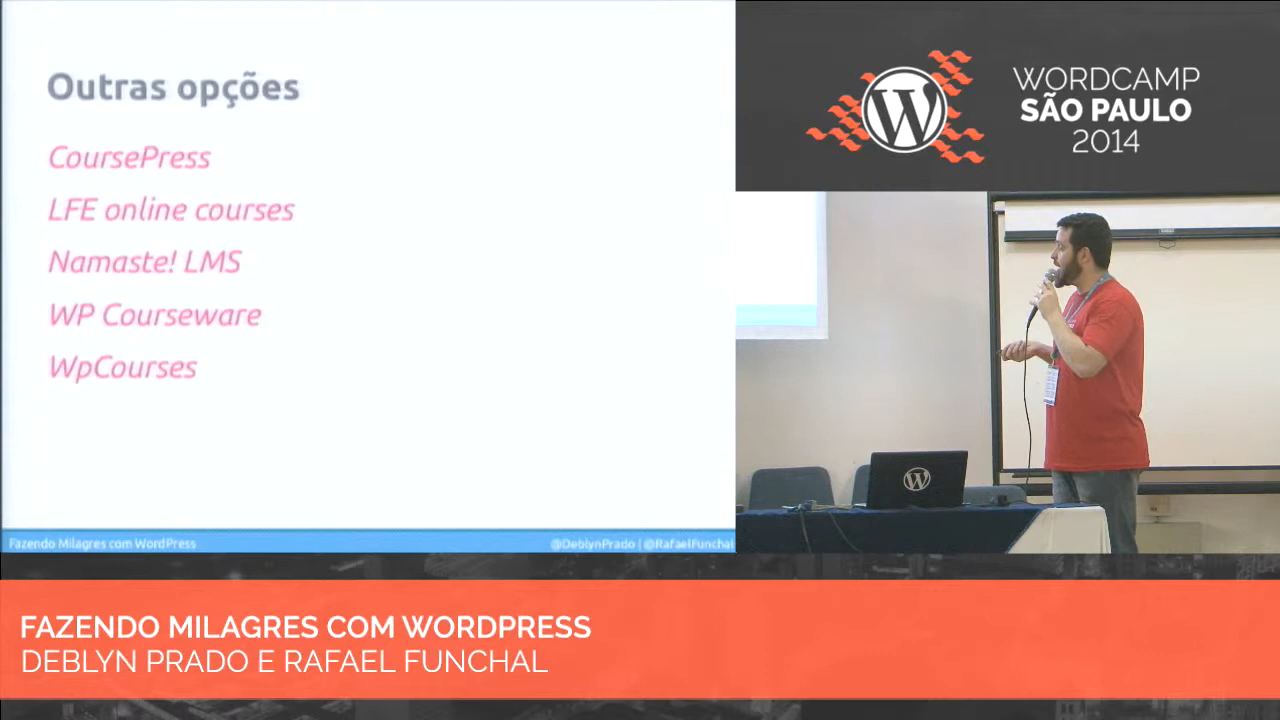 Outras opções
CoursePress
LFE online courses
Namaste! LMS
WP Courseware
WpCourses
Fazendo Milagres com WordPress
@DeblynPrado | @RafaelFunchal
WORDCAMP
SÃO PAULO
2014
FAZENDO MILAGRES COM WORDPRESS
DEBLYN PRADO E RAFAEL FUNCHAL